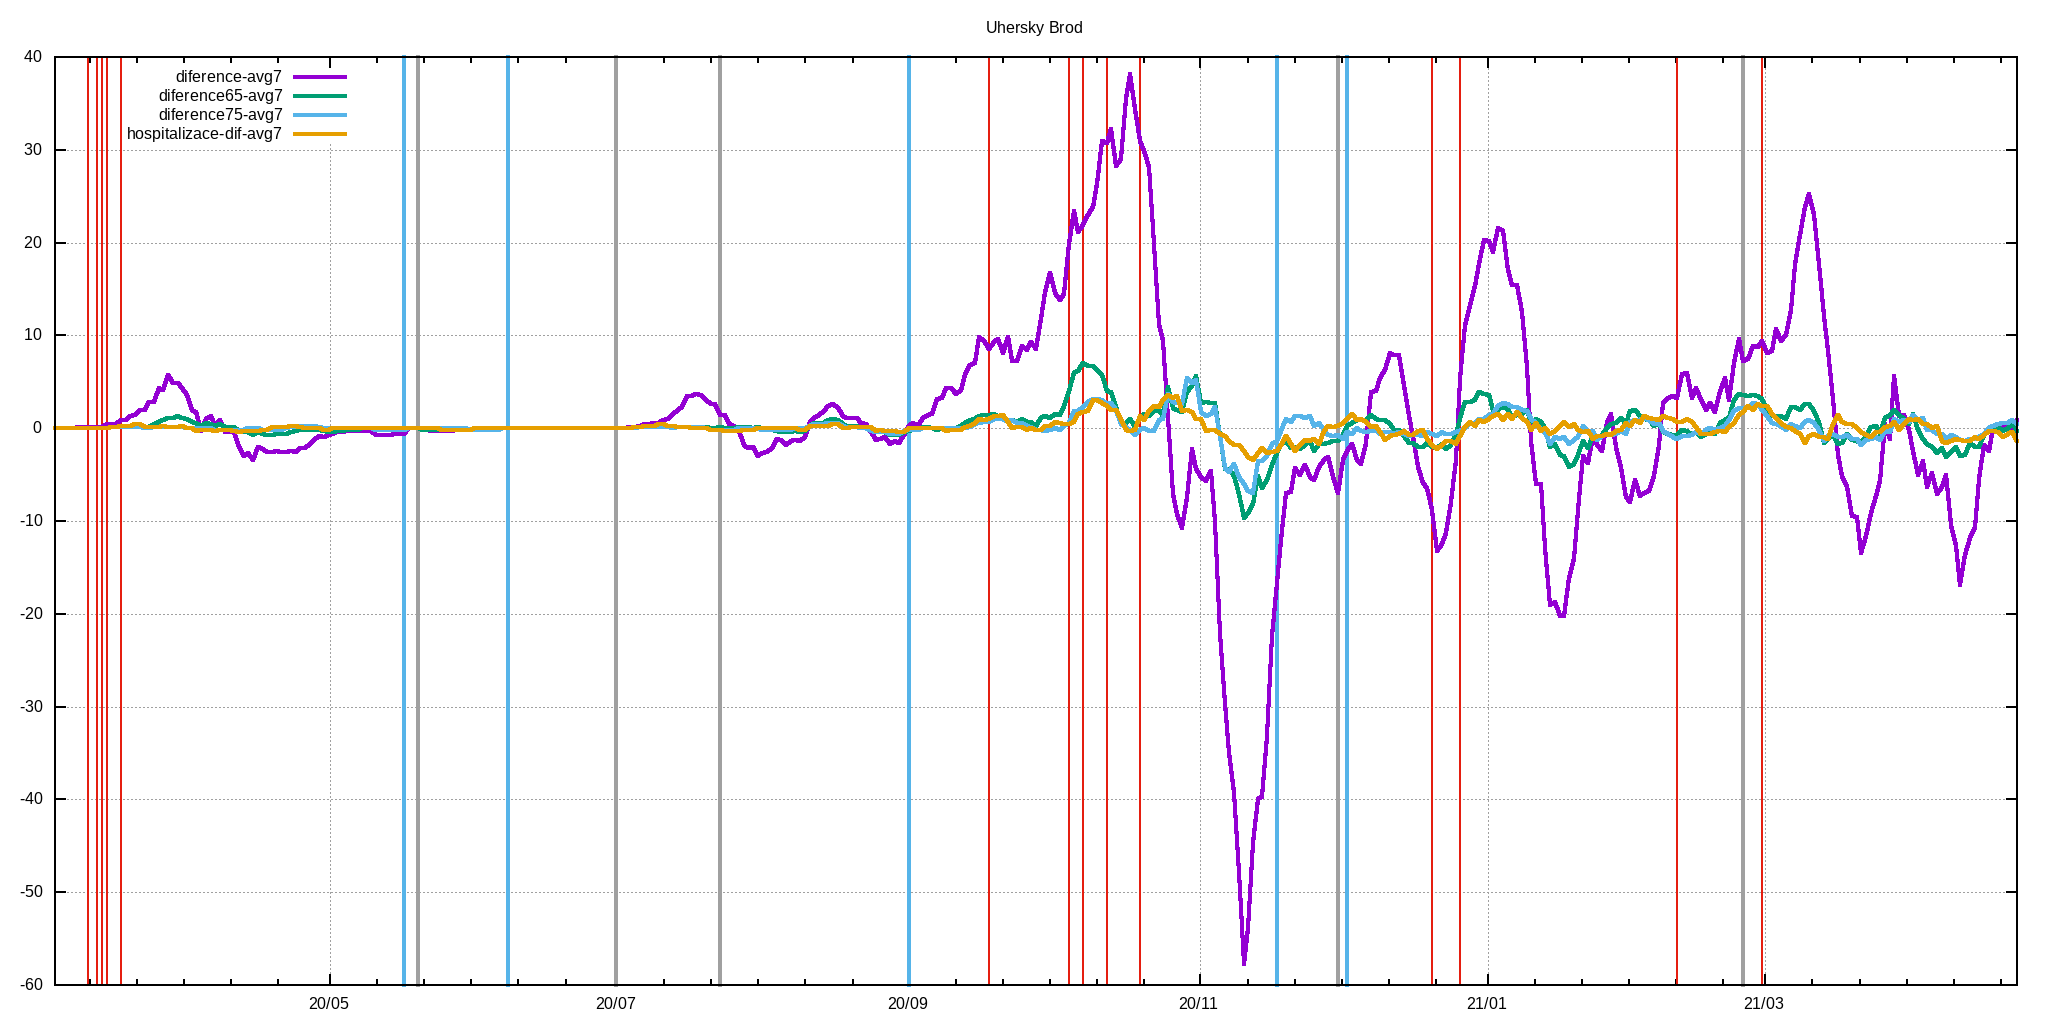 Uhersky Brod
diference-avg7
diference65-avg7
diference75-avg7
hospitalizace-dif-avg7
40
30
20
10
0
-10
-20
-30
-40
-50
-60
20/05 20/07 20/09 20/11 21/01 21/03